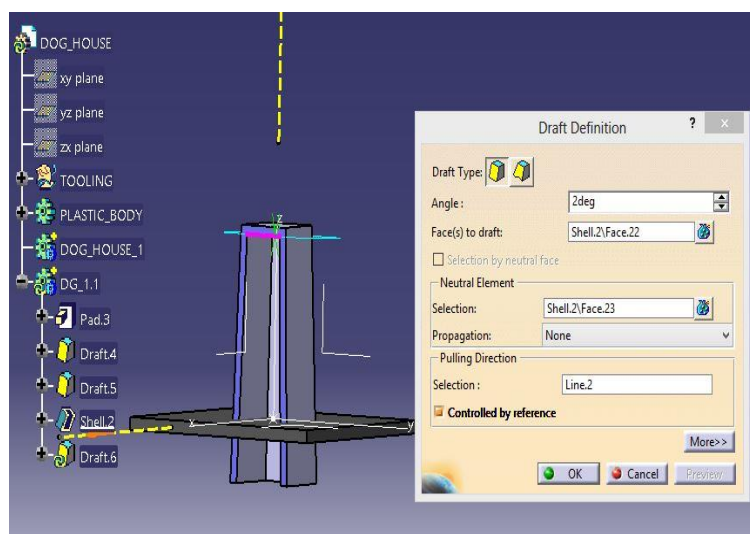 DOG_HOUSE
xy plane
yz plane
zx plane
TOOLING
PLASTIC_BODY
DOG_HOUSE_1
DG_1.1
Pad.3
Draft.4
Draft.5
Shell.2
Draft.6
z
x
y
Draft Definition
?
x
Draft Type:
Angle :
2deg
Face(s) to draft:
Shell.2\Face.22
Selection by neutral face
Neutral Element
Selection:
Shell.2\Face.23
Propagation:
None
Pulling Direction
Selection :
Line.2
Controlled by reference
More>>
OK
Cancel
Preview